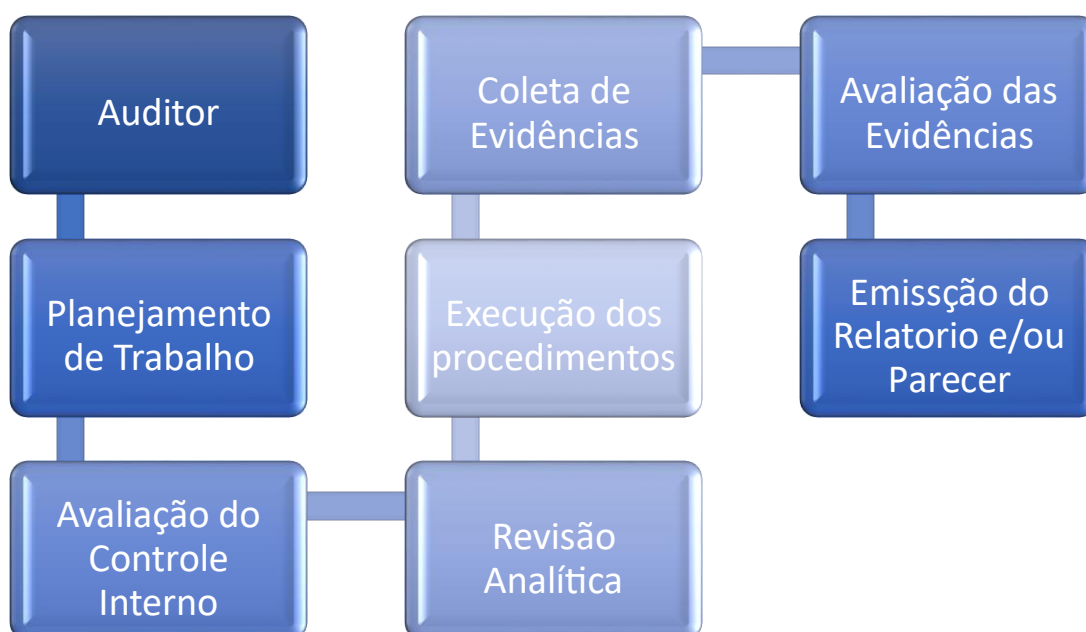 Auditor
Planejamento
de Trabalho
Avaliação do
Controle
Interno
Revisão
Analítica
Execução dos
procedimentos
Coleta de
Evidências
Avaliação das
Evidências
Emissção do
Relatorio e/ou
Parecer